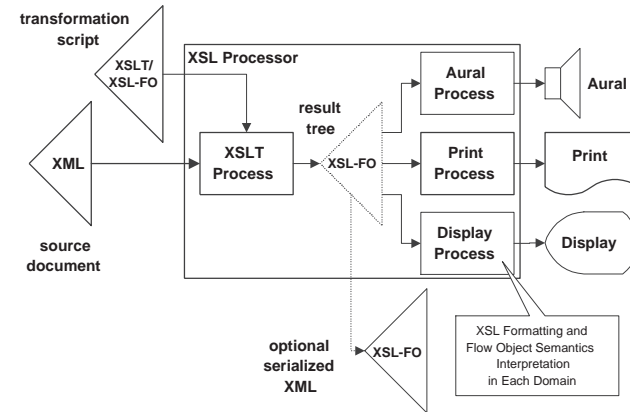 transformation
script
XSLT/
XSL-FO
XSL Processor
Aural
Process
Aural
result
tree
XML
XSLT
Process
XSL-FO
Print
Process
Print
source
document
Display
Process
Display
optional
serialized
XML
XSL-FO
XSL Formatting and
Flow Object Semantics
Interpretation
in Each Domain